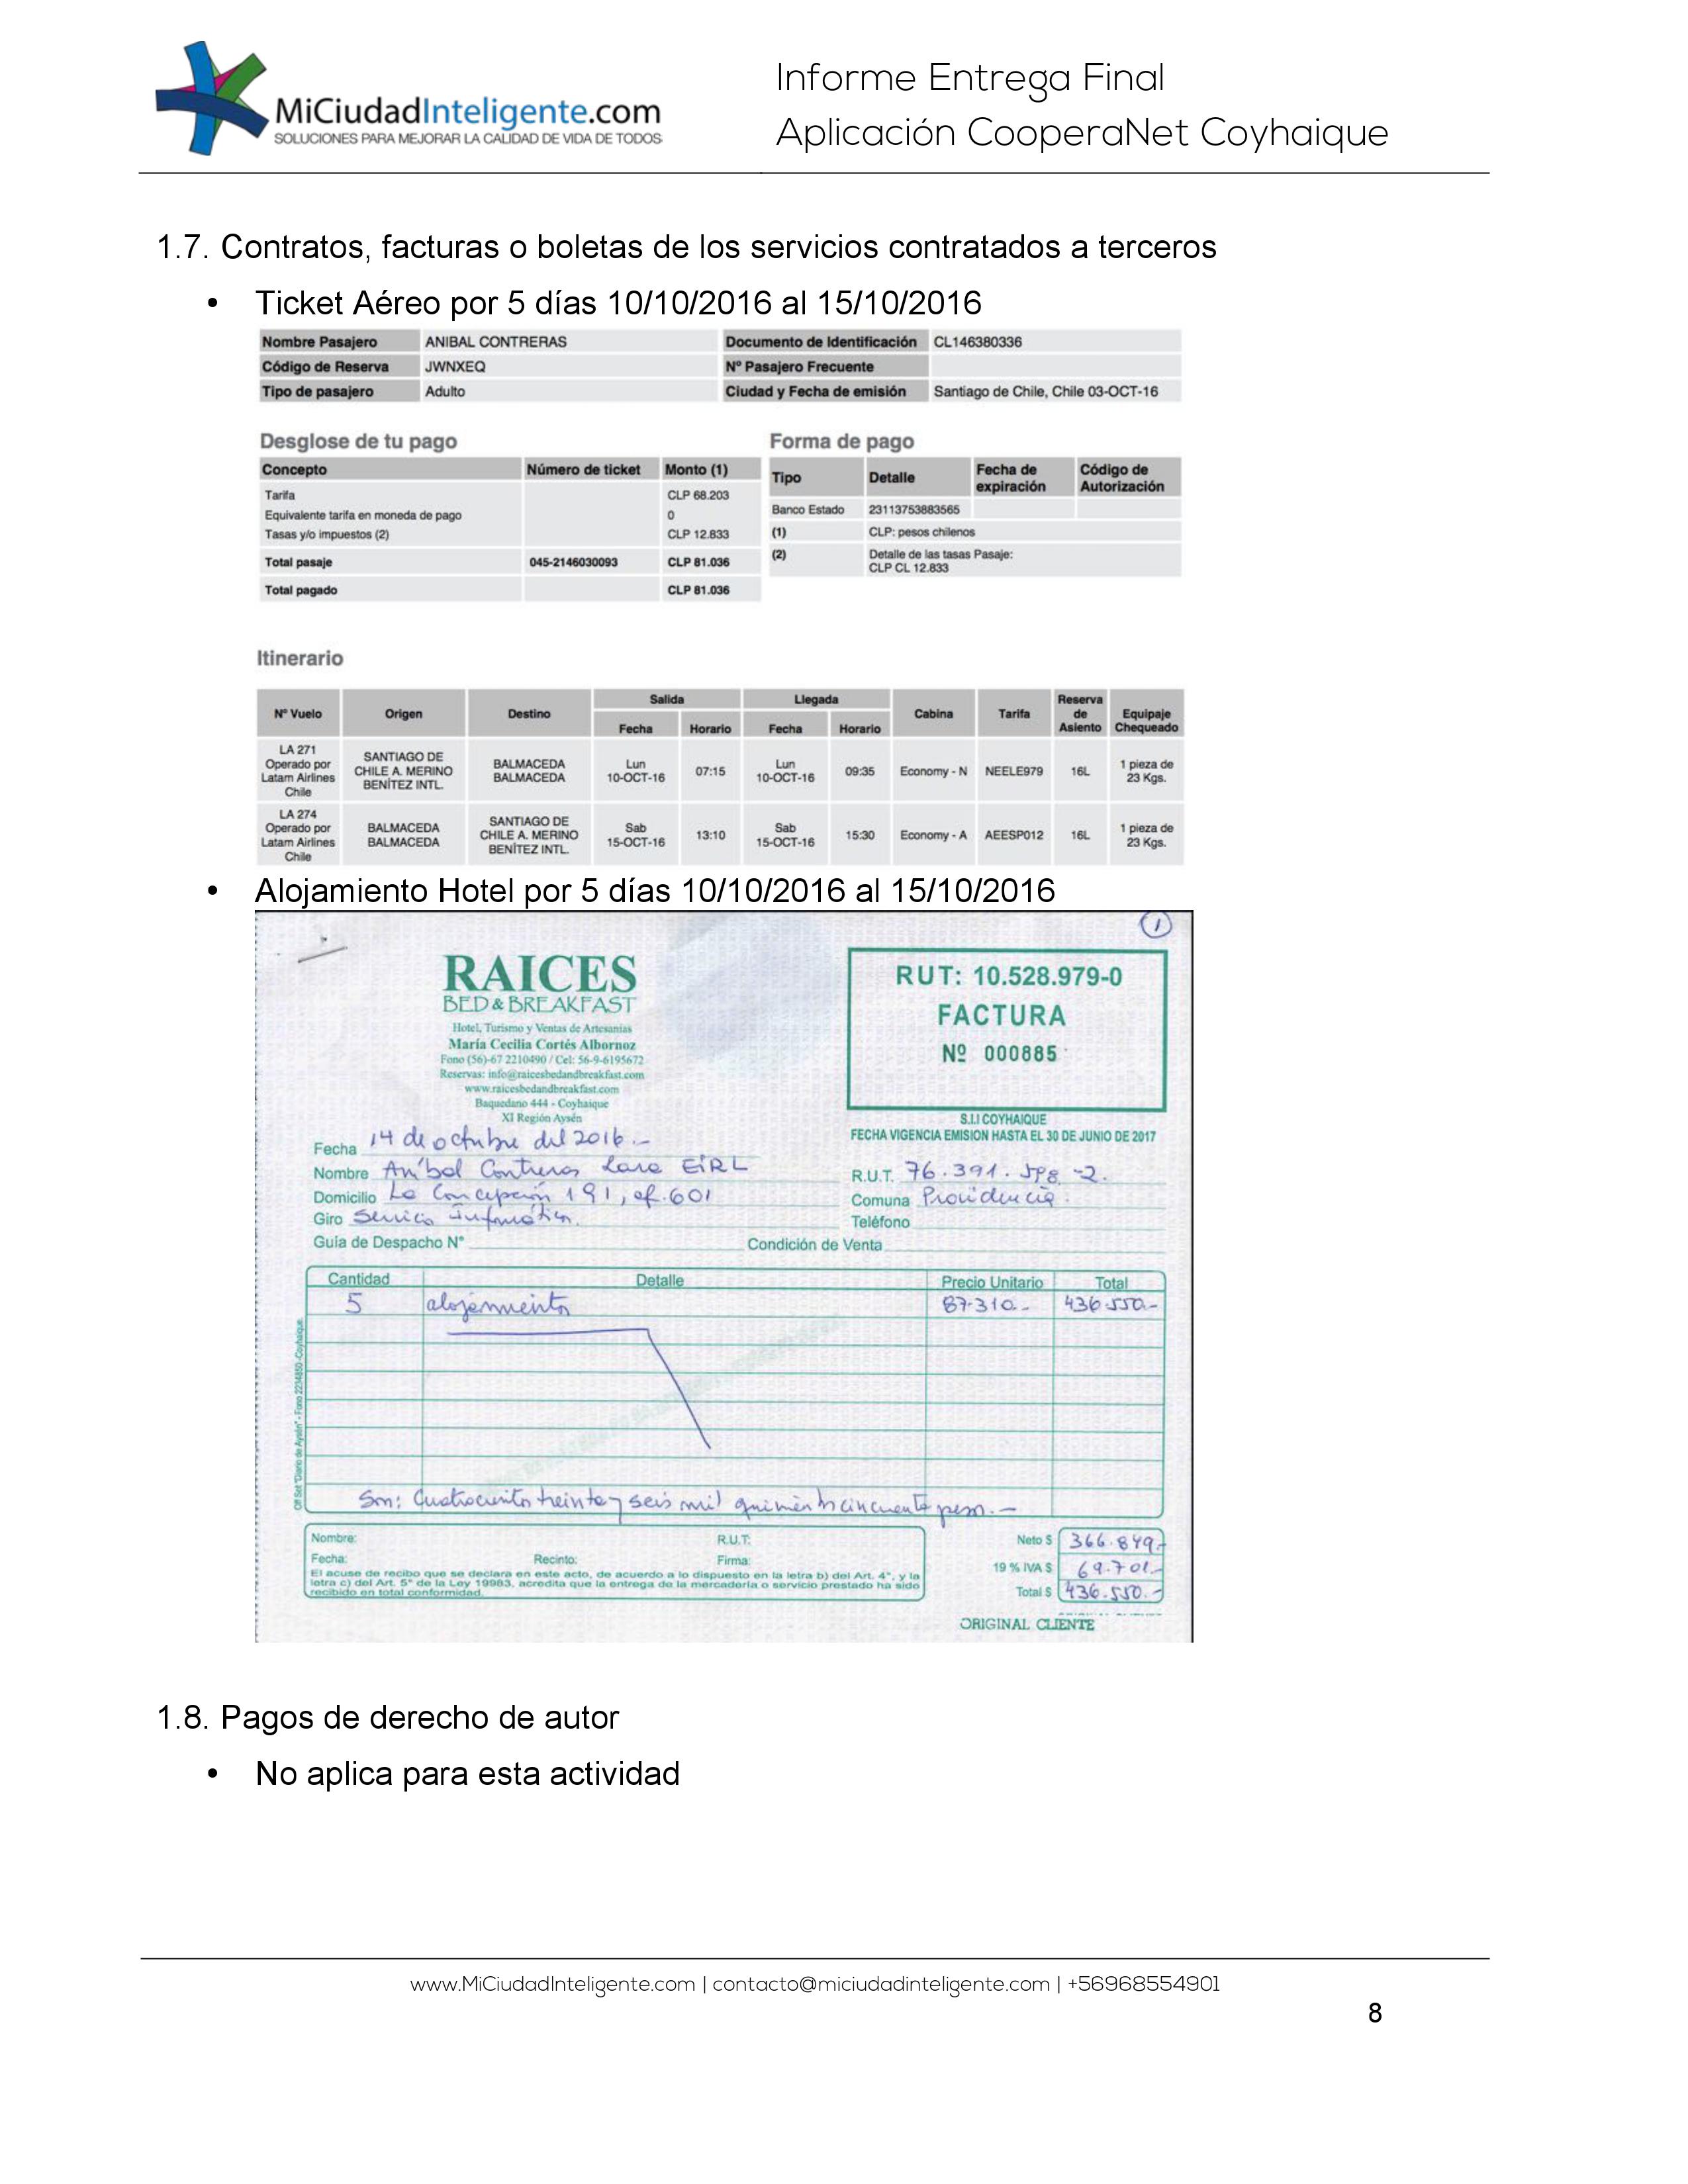 MiCiudadInteligente.com
SOLUCIONES PARA MEJORAR LA CALIDAD DE VIDA DE TODOS
Informe Entrega Final
Aplicación CooperaNet Coyhaique
1.7. Contratos, facturas o boletas de los servicios contratados a terceros
• Ticket Aéreo por 5 días 10/10/2016 al 15/10/2016
Nombre Pasajero ANIBAL CONTRERAS Documento de Identificación CL146380336
Código de Reserva JWNXEQ Nº Pasajero Frecuente
Tipo de pasajero Adulto Ciudad y Fecha de emisión Santiago de Chile, Chile 03-OCT-16
Desglose de tu pago
Concepto Número de ticket Monto (1)
Tarifa CLP 68.203
Equivalente tarifa en moneda de pago 0
Tasas y/o impuestos (2) CLP 12.833
Total pasaje 045-2146030093 CLP 81.036
Total pagado CLP 81.036
Forma de pago
Tipo Detalle Fecha de expiración Código de Autorización
Banco Estado 23113753883565
(1) CLP: pesos chilenos
(2) Detalle de las tasas Pasaje:
CLP CL 12.833
Itinerario
Nº Vuelo Origen Destino Salida Llegada Cabina Tarifa Reserva de Asiento Equipaje Chequeado
Fecha Horario Fecha Horario
LA 271 Operado por Latam Airlines Chile SANTIAGO DE CHILE A. MERINO BENÍTEZ INTL. BALMACEDA BALMACEDA Lun 10-OCT-16 07:15 Lun 10-OCT-16 09:35 Economy - N NEELE979 16L 1 pieza de 23 Kgs.
LA 274 Operado por Latam Airlines Chile BALMACEDA BALMACEDA SANTIAGO DE CHILE A. MERINO BENÍTEZ INTL. Sab 15-OCT-16 13:10 Sab 15-OCT-16 15:30 Economy - A AEESP012 16L 1 pieza de 23 Kgs.
• Alojamiento Hotel por 5 días 10/10/2016 al 15/10/2016
1
RAICES
BED & BREAKFAST
Hotel, Turismo y Ventas de Artesanías
María Cecilia Cortés Albornoz
Fono (56)-67 2210490 / Cel: 56-9-6195672
Reservas: info@raicesbedandbreakfast.com
www.raicesbedandbreakfast.com
Baquedano 444 - Coyhaique
XI Región Aysén
RUT: 10.528.979-0
FACTURA
Nº 000885
S.I.I COYHAIQUE
FECHA VIGENCIA EMISION HASTA EL 30 DE JUNIO DE 2017
Fecha 14 de octubre del 2016.-
Nombre Aníbal Contreras Lara EIRL
R.U.T. 76.391. -2.
Domicilio La Concepción 191, of. 601
Comuna Providencia.
Giro Servicio Informática.
Teléfono
Guía de Despacho N° Condición de Venta
Cantidad Detalle Precio Unitario Total
5 alojamiento 87.310.- 436.550.-
Son: Cuatrocientos treinta y seis mil quinientos cincuenta pesos.-
Off Set "Diario de Aysén" - Fono 2234850 - Coyhaique.
Nombre: R.U.T:
Fecha: Recinto: Firma:
El acuse de recibo que se declara en este acto, de acuerdo a lo dispuesto en la letra b) del Art. 4°, y la
letra c) del Art. 5° de la Ley 19983, acredita que la entrega de la mercadería o servicio prestado ha sido
recibido en total conformidad.
Neto $ 366.849.-
19 % IVA $ 69.701.-
Total $ 436.550.-
ORIGINAL CLIENTE
1.8. Pagos de derecho de autor
• No aplica para esta actividad
www.MiCiudadInteligente.com | contacto@miciudadinteligente.com | +56968554901
8